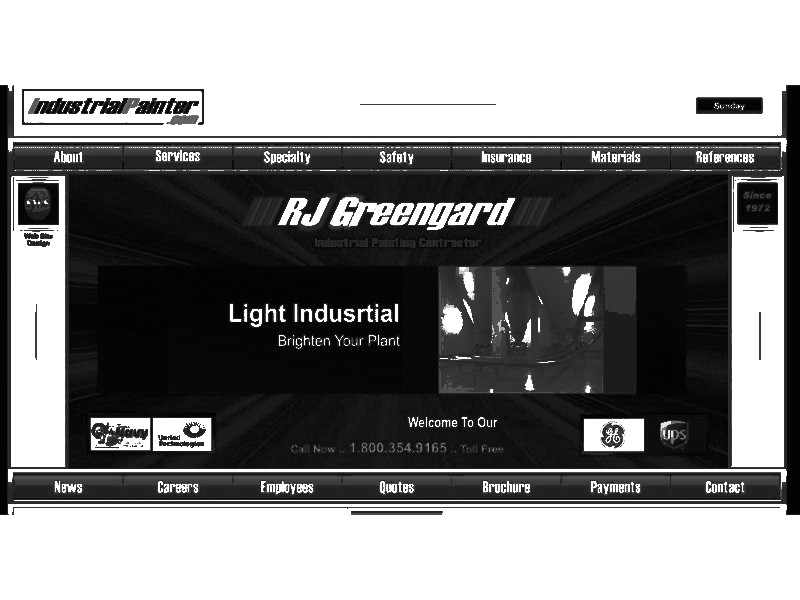 IndustrialPainter
.com
Sunday
About Services Specialty Safety Insurance Materials References
Since
1972
Web Site
Design
RJ Greengard
Industrial Painting Contractor
Light Indusrtial
Brighten Your Plant
Welcome To Our
Navy
United
Technologies
GE
ups
Call Now .. 1.800.354.9165 .. Toll Free
News Careers Employees Quotes Brochure Payments Contact